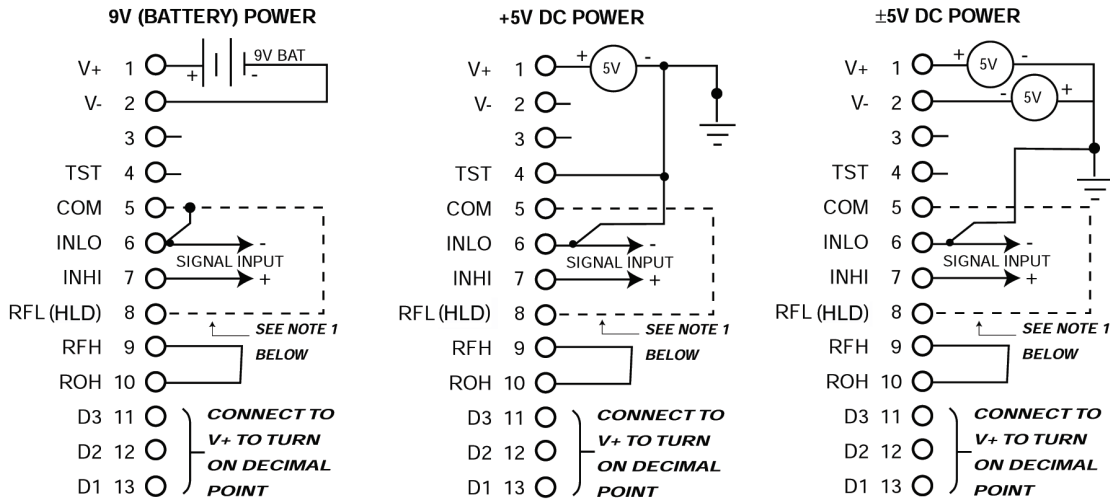 9V (BATTERY) POWER
V+ 1 + 9V BAT -
V- 2
3
TST 4
COM 5
INLO 6 -
SIGNAL INPUT
INHI 7 +
RFL (HLD) 8
SEE NOTE 1
BELOW
RFH 9
ROH 10
D3 11 CONNECT TO
V+ TO TURN
D2 12
ON DECIMAL
D1 13 POINT
+5V DC POWER
V+ 1 + 5V -
V- 2
3
TST 4
COM 5
INLO 6 -
SIGNAL INPUT
INHI 7 +
RFL (HLD) 8
SEE NOTE 1
BELOW
RFH 9
ROH 10
D3 11 CONNECT TO
V+ TO TURN
D2 12
ON DECIMAL
D1 13 POINT
±5V DC POWER
V+ 1 + 5V -
V- 2 - 5V +
3
TST 4
COM 5
INLO 6 -
SIGNAL INPUT
INHI 7 +
RFL (HLD) 8
SEE NOTE 1
BELOW
RFH 9
ROH 10
D3 11 CONNECT TO
V+ TO TURN
D2 12
ON DECIMAL
D1 13 POINT